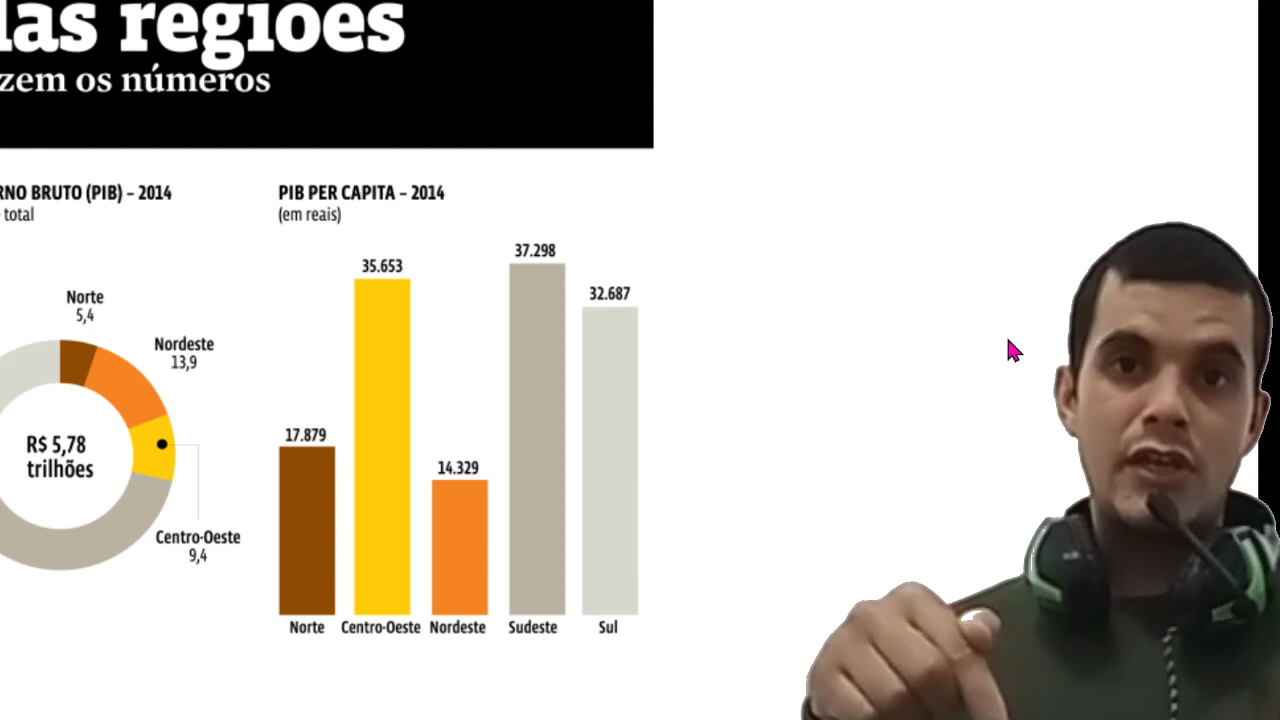 las regiões
zem os números
RNO BRUTO (PIB) – 2014
total
PIB PER CAPITA – 2014
(em reais)
Norte
5,4
Nordeste
13,9
R$ 5,78
trilhões
Centro-Oeste
9,4
17.879
35.653
14.329
37.298
32.687
Norte
Centro-Oeste
Nordeste
Sudeste
Sul